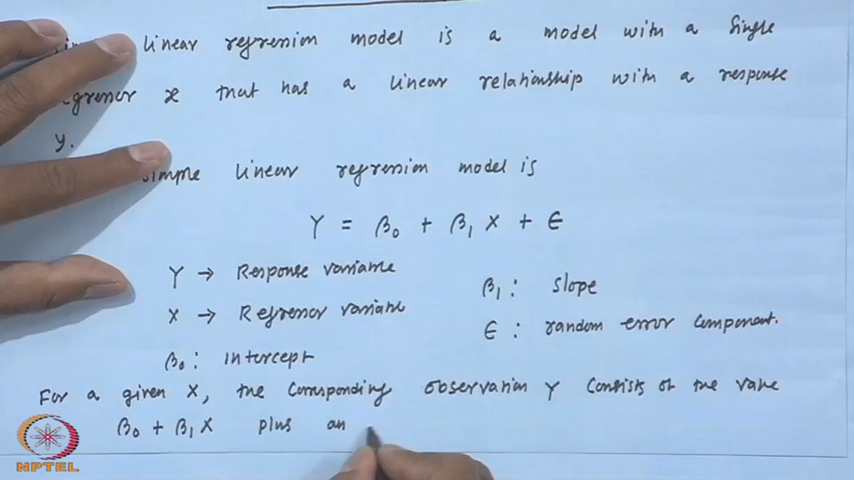 linear regression model is a model with a single
regressor x that has a linear relationship with a response
y.
simple linear regression model is
Y = β₀ + β₁ X + ϵ
Y → Response variable
β₁ : slope
X → Regressor variable
ϵ : random error component.
β₀ : intercept
For a given X, the corresponding observation Y consists of the value
β₀ + β₁ X plus an
NPTEL